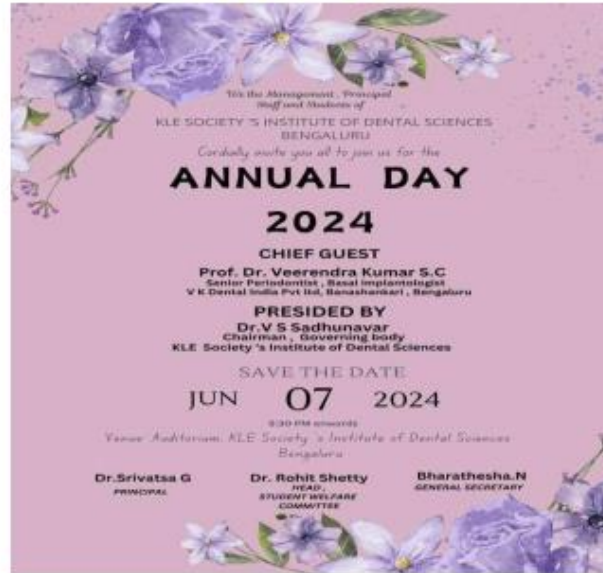 We the Management, Principal
Staff and Students of
KLE SOCIETY 'S INSTITUTE OF DENTAL SCIENCES
BENGALURU
Cordially invite you all to join us for the
ANNUAL DAY
2024
CHIEF GUEST
Prof. Dr. Veerendra Kumar S.C
Senior Periodontist , Basal Implantologist
V K Dental India Pvt ltd, Banashankari , Bengaluru
PRESIDED BY
Dr.V S Sadhunavar
Chairman , Governing body
KLE Society 's Institute of Dental Sciences
SAVE THE DATE
JUN 07 2024
PM onwards
Venue: Auditorium, KLE Society 's Institute of Dental Sciences
Bengaluru
Dr.Srivatsa G Dr. Rohit Shetty Bharathesha.N
PRINCIPAL HEAD , GENERAL SECRETARY
STUDENT WELFARE
COMMITTEE